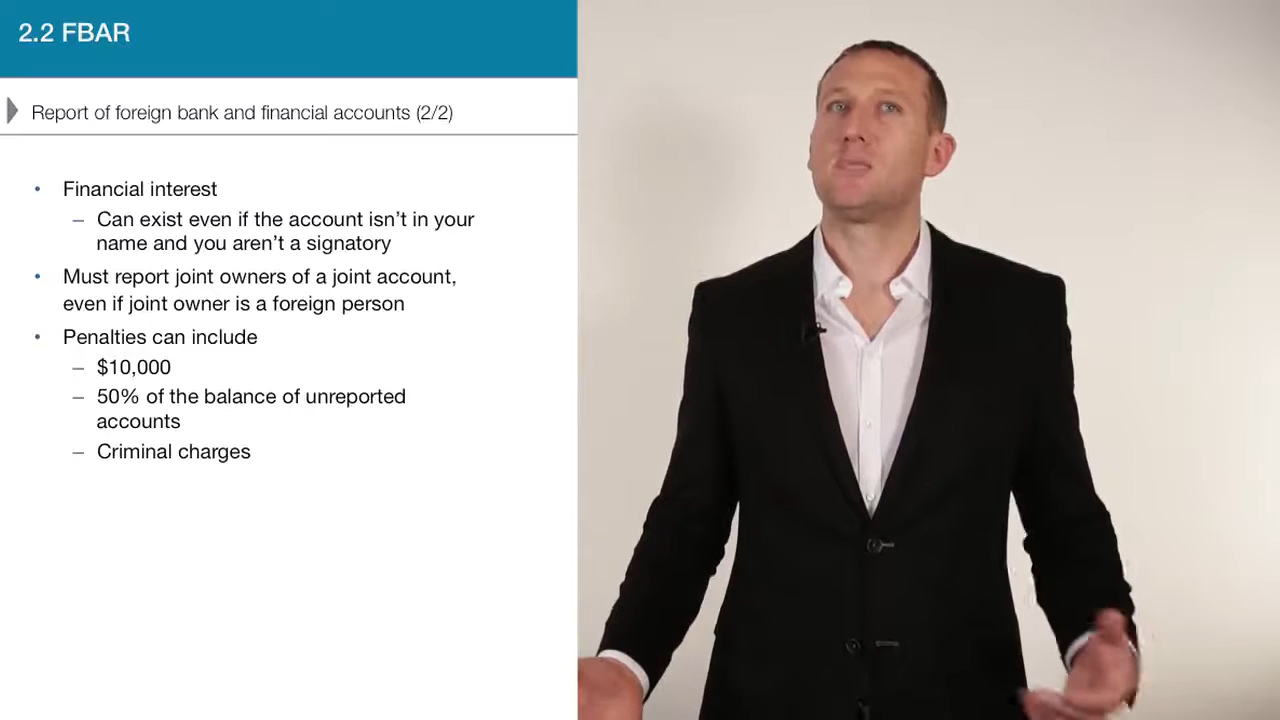 2.2 FBAR
Report of foreign bank and financial accounts (2/2)
• Financial interest
– Can exist even if the account isn’t in your
name and you aren’t a signatory
• Must report joint owners of a joint account,
even if joint owner is a foreign person
• Penalties can include
– $10,000
– 50% of the balance of unreported
accounts
– Criminal charges